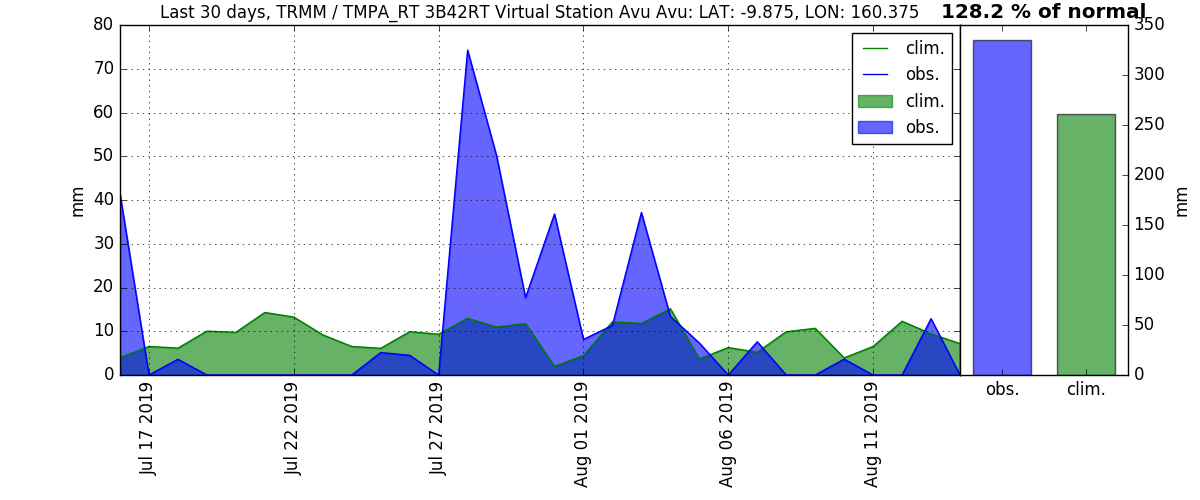 Last 30 days, TRMM / TMPA_RT 3B42RT Virtual Station Avu Avu: LAT: -9.875, LON: 160.375
128.2 % of normal
80
70
60
50
40
30
20
10
0
mm
clim.
obs.
clim.
obs.
350
300
250
200
150
100
50
0
mm
Jul 17 2019
Jul 22 2019
Jul 27 2019
Aug 01 2019
Aug 06 2019
Aug 11 2019
obs.
clim.